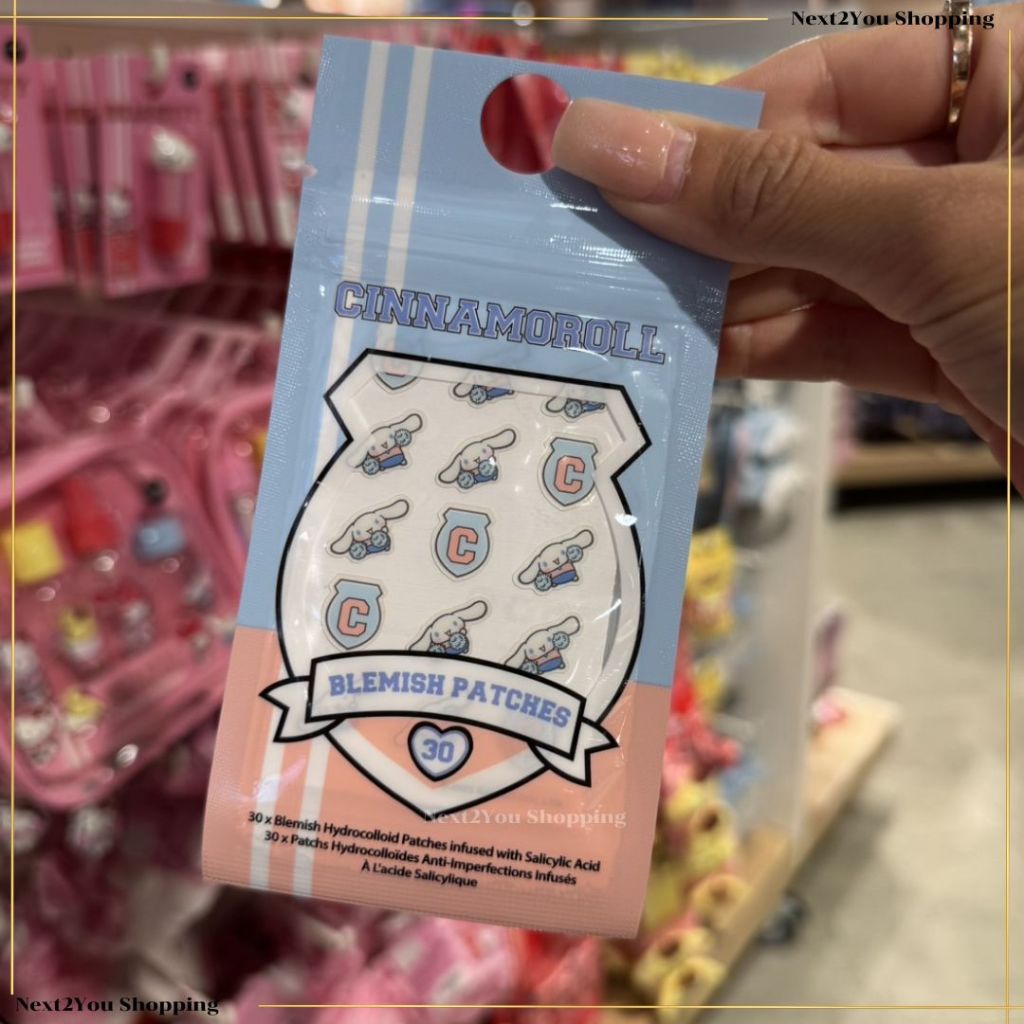 Next2You Shopping
CINNAMOROLL
C
C
C
BLEMISH PATCHES
30
Next2You Shopping
30 x Blemish Hydrocolloid Patches infused with Salicylic Acid
30 x Patchs Hydrocolloïdes Anti-Imperfections Infusés
À L'acide Salicylique
Next2You Shopping